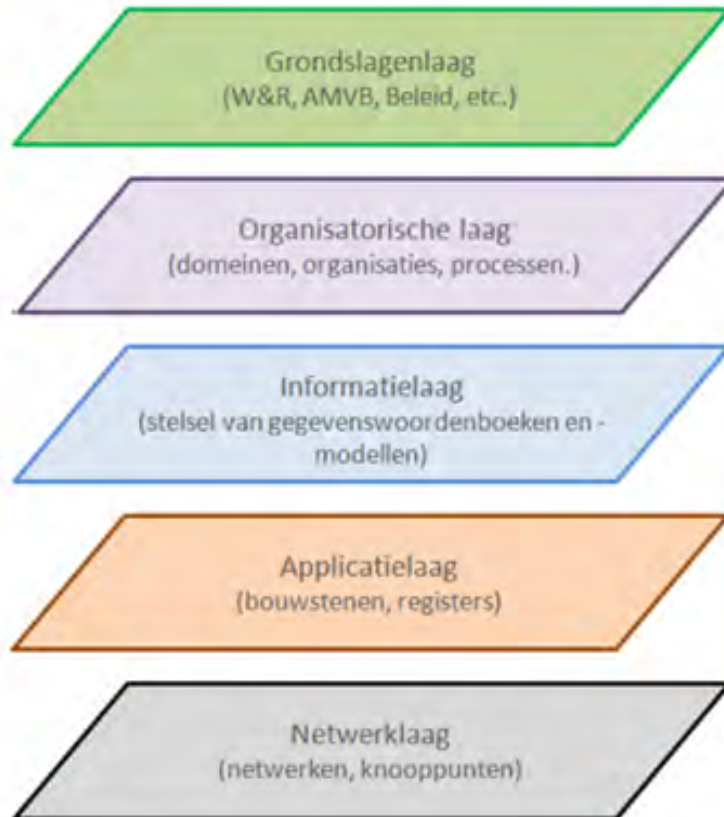 Grondslagenlaag
(W&R, AMVB, Beleid, etc.)
Organisatorische laag
(domeinen, organisaties, processen.)
Informatielaag
(stelsel van gegevenswoordenboeken en -
modellen)
Applicatielaag
(bouwstenen, registers)
Netwerklaag
(netwerken, knooppunten)